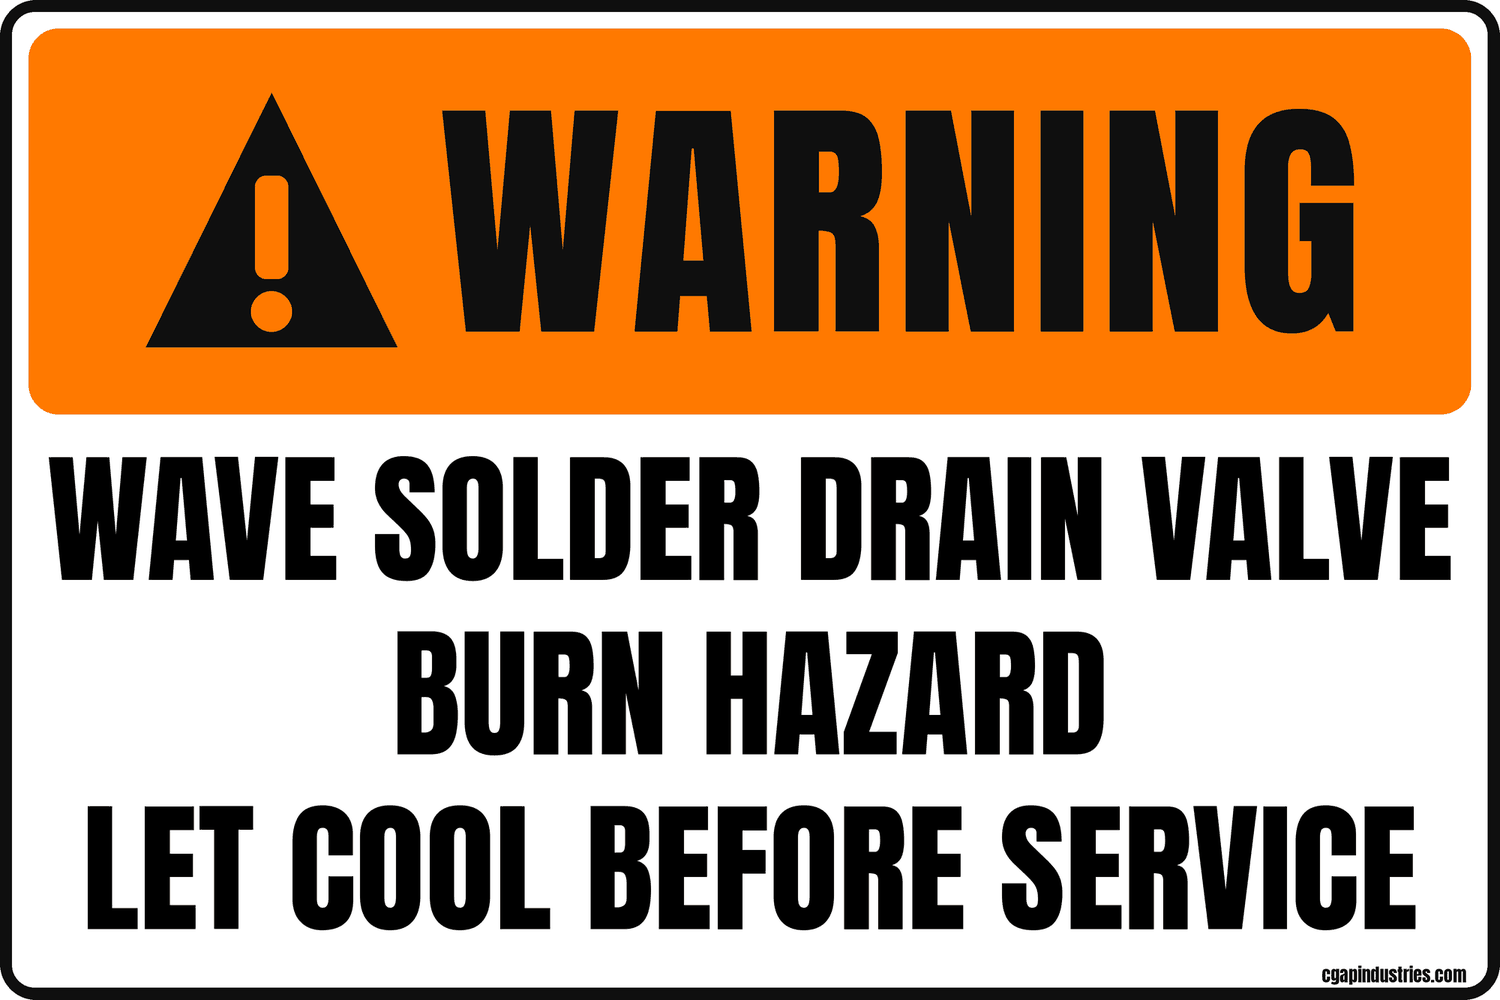 WARNING
WAVE SOLDER DRAIN VALVE
BURN HAZARD
LET COOL BEFORE SERVICE
cgapindustries.com